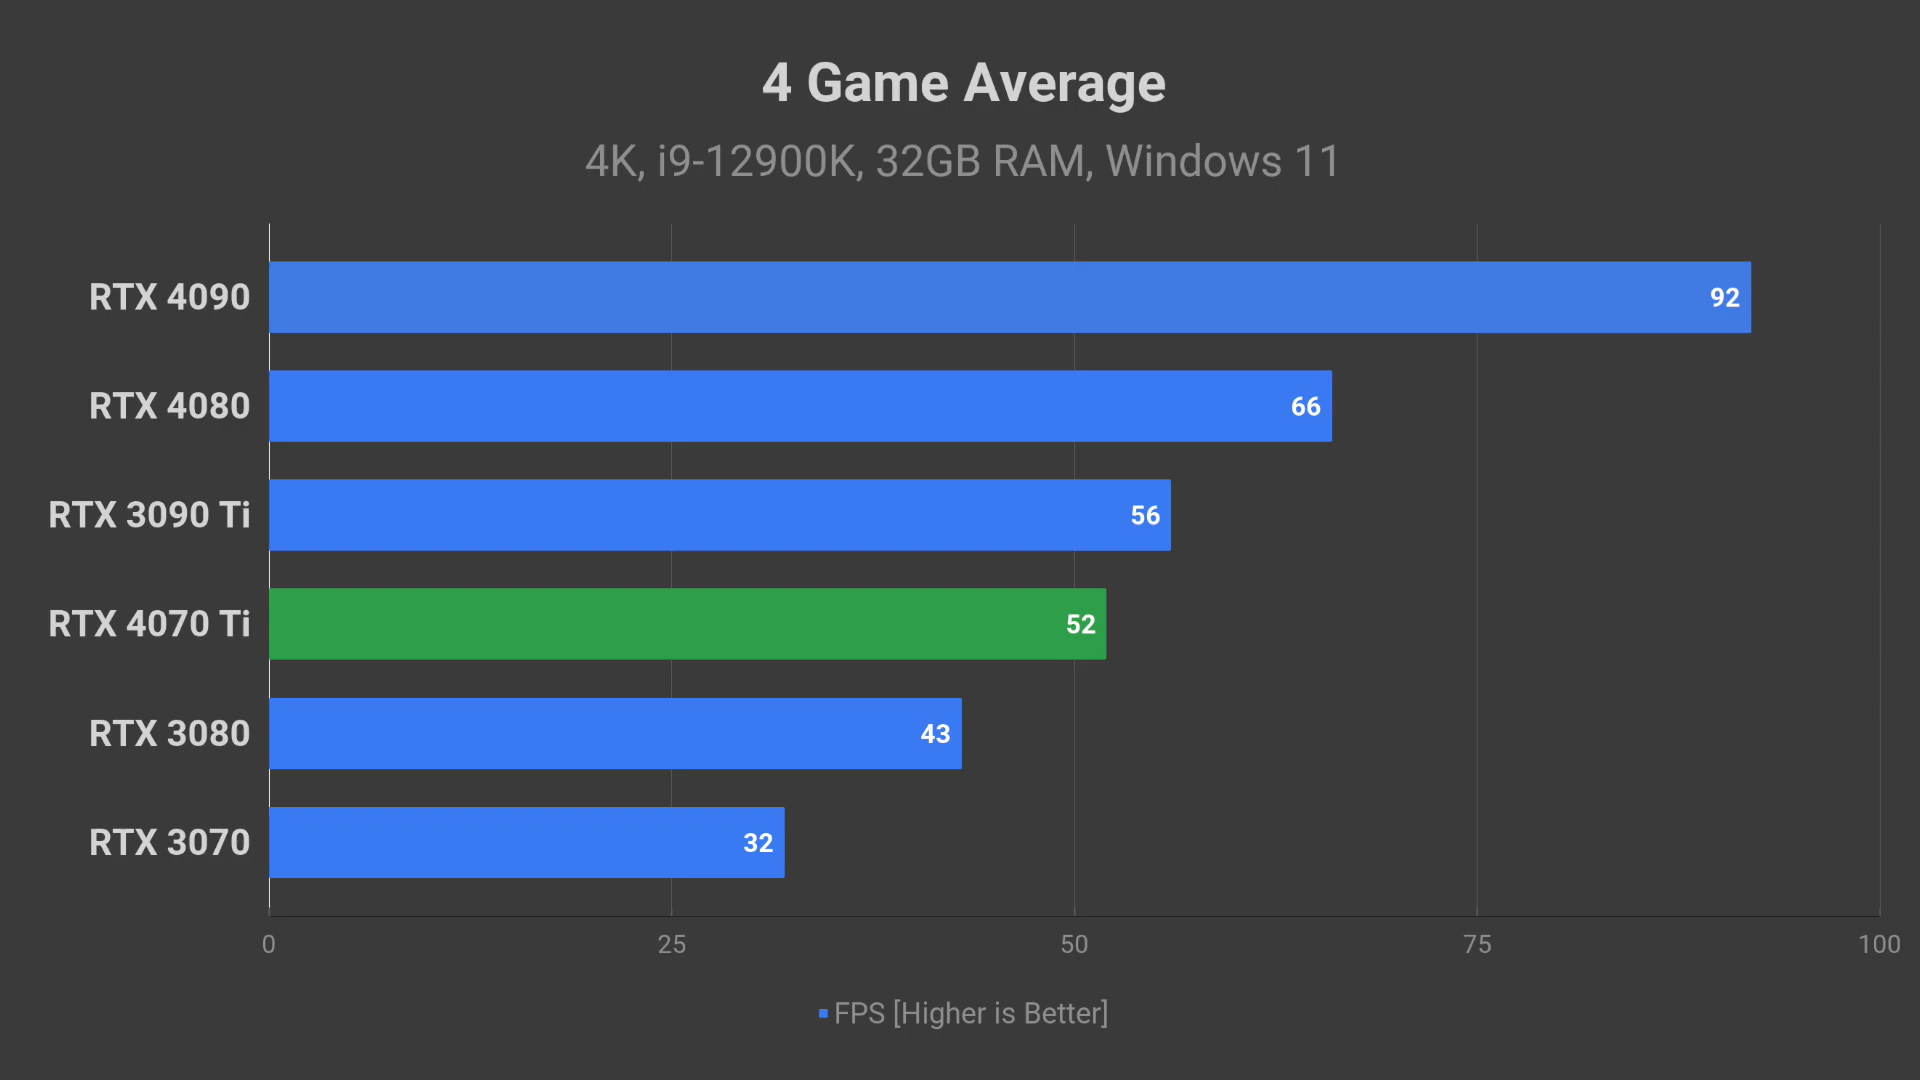 4 Game Average
4K, i9-12900K, 32GB RAM, Windows 11
RTX 4090 92
RTX 4080 66
RTX 3090 Ti 56
RTX 4070 Ti 52
RTX 3080 43
RTX 3070 32
0 25 50 75 100
FPS [Higher is Better]